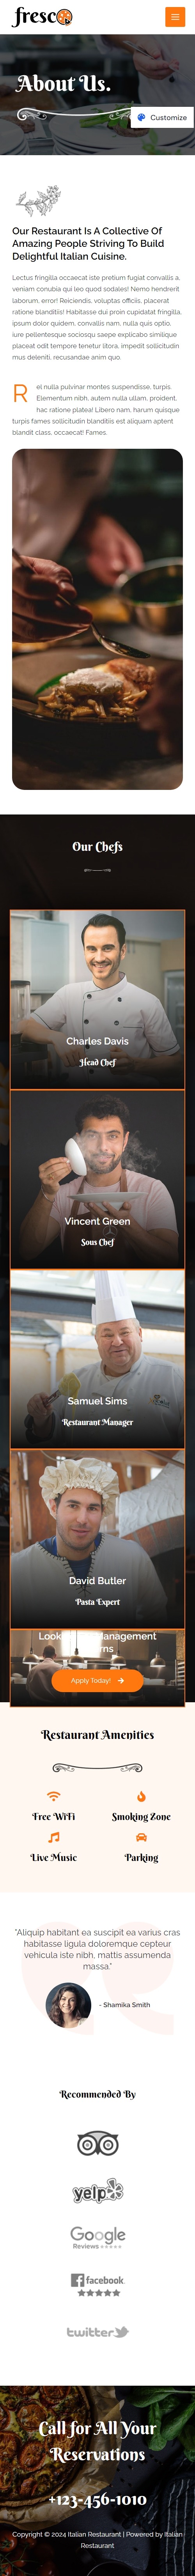 fresco
About Us.
Customize
Our Restaurant Is A Collective Of
Amazing People Striving To Build
Delightful Italian Cuisine.
Lectus fringilla occaecat iste pretium fugiat convallis a,
veniam conubia qui leo quod sodales! Nemo hendrerit
laborum, error! Reiciendis, voluptas officiis, placerat
ratione blanditiis! Habitasse dui proin cupidatat fringilla,
ipsum dolor quidem, convallis nam, nulla quis optio,
iure pellentesque sociosqu saepe excepturi similique
placeat odit tempore tenetur litora, impedit sollicitudin
mus deleniti, recusandae anim quo.
Rei nulla pulvinar montes suspendisse, turpis.
Elementum nibh, autem nulla ullam, proident,
hac ratione platea! Libero nam, harum quisque
turpis fames sollicitudin blanditiis est aliquam aptent
blandit class, occaecat! Fames.
Our Chefs
Charles Davis
Head Chef
Vincent Green
Sous Chef
Samuel Sims
Restaurant Manager
David Butler
Pasta Expert
Management
Apply Today!
Restaurant Amenities
Free WiFi
Smoking Zone
Live Music
Parking
"Aliquip habitant ea suscipit ea varius cras
habitasse ligula doloremque cepteur
vehicula iste nibh, mattis assumenda
massa."
- Shamika Smith
Recommended By
yelp
Google
Reviews
facebook
twitter
Call for All Your
Reservations
+123-456-1010
Copyright © 2024 Italian Restaurant | Powered by Italian
Restaurant